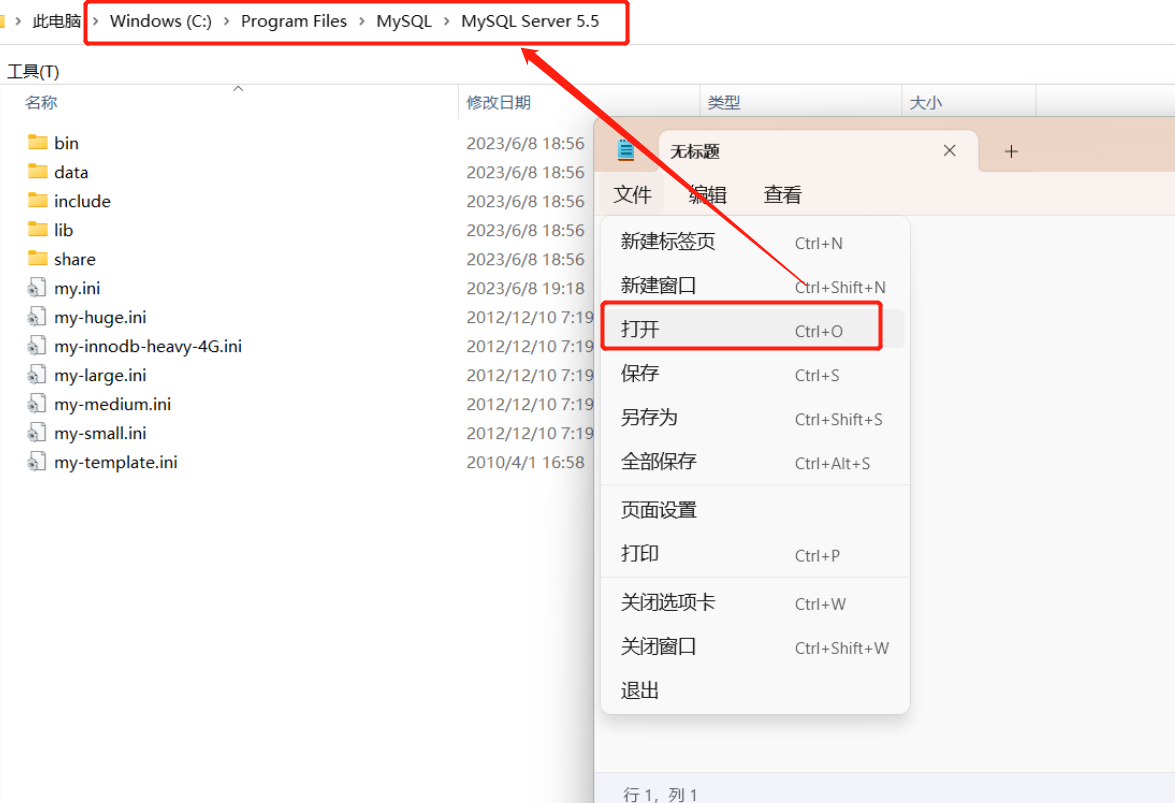 此电脑 › Windows (C:) › Program Files › MySQL › MySQL Server 5.5
工具(T)
名称 修改日期 类型 大小
bin 2023/6/8 18:56
data 2023/6/8 18:56
include 2023/6/8 18:56
lib 2023/6/8 18:56
share 2023/6/8 18:56
my.ini 2023/6/8 19:18
my-huge.ini 2012/12/10 7:19
my-innodb-heavy-4G.ini 2012/12/10 7:19
my-large.ini 2012/12/10 7:19
my-medium.ini 2012/12/10 7:19
my-small.ini 2012/12/10 7:19
my-template.ini 2010/4/1 16:58
无标题
文件 编辑 查看
新建标签页 Ctrl+N
新建窗口 Ctrl+Shift+N
打开 Ctrl+O
保存 Ctrl+S
另存为 Ctrl+Shift+S
全部保存 Ctrl+Alt+S
页面设置
打印 Ctrl+P
关闭选项卡 Ctrl+W
关闭窗口 Ctrl+Shift+W
退出
行 1，列 1